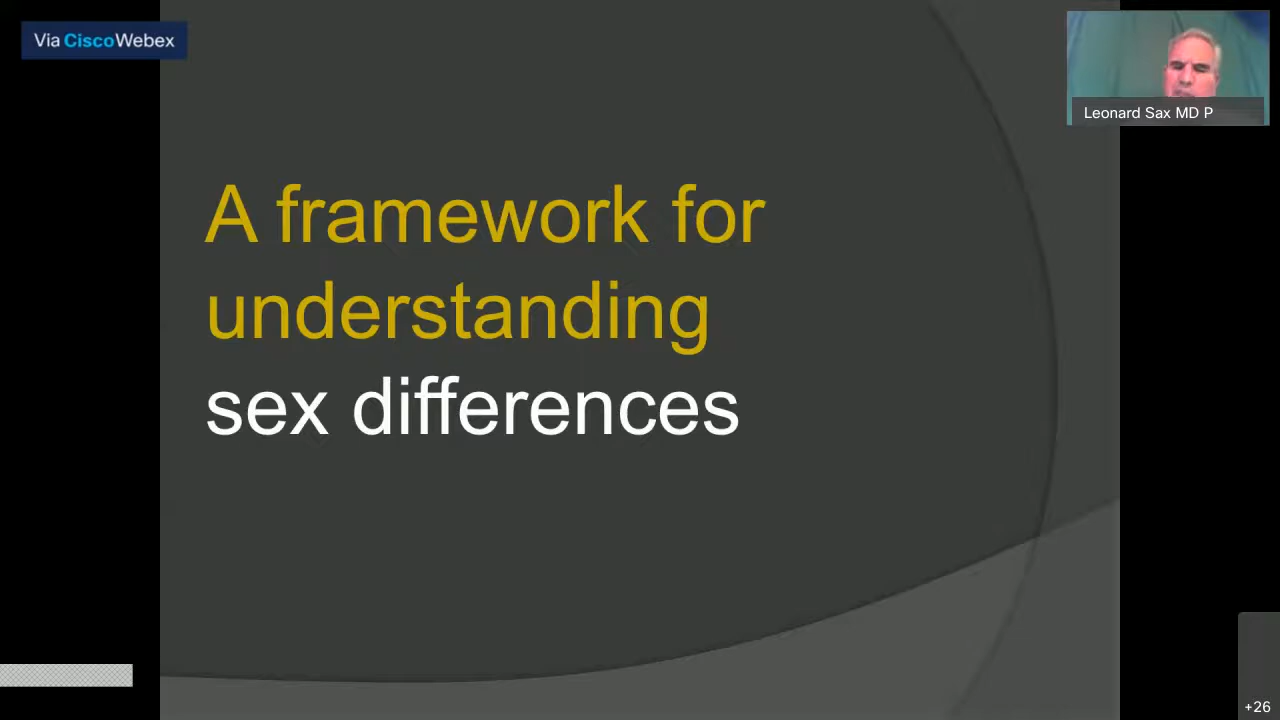 Via CiscoWebex
Leonard Sax MD P
A framework for
understanding
sex differences
+26